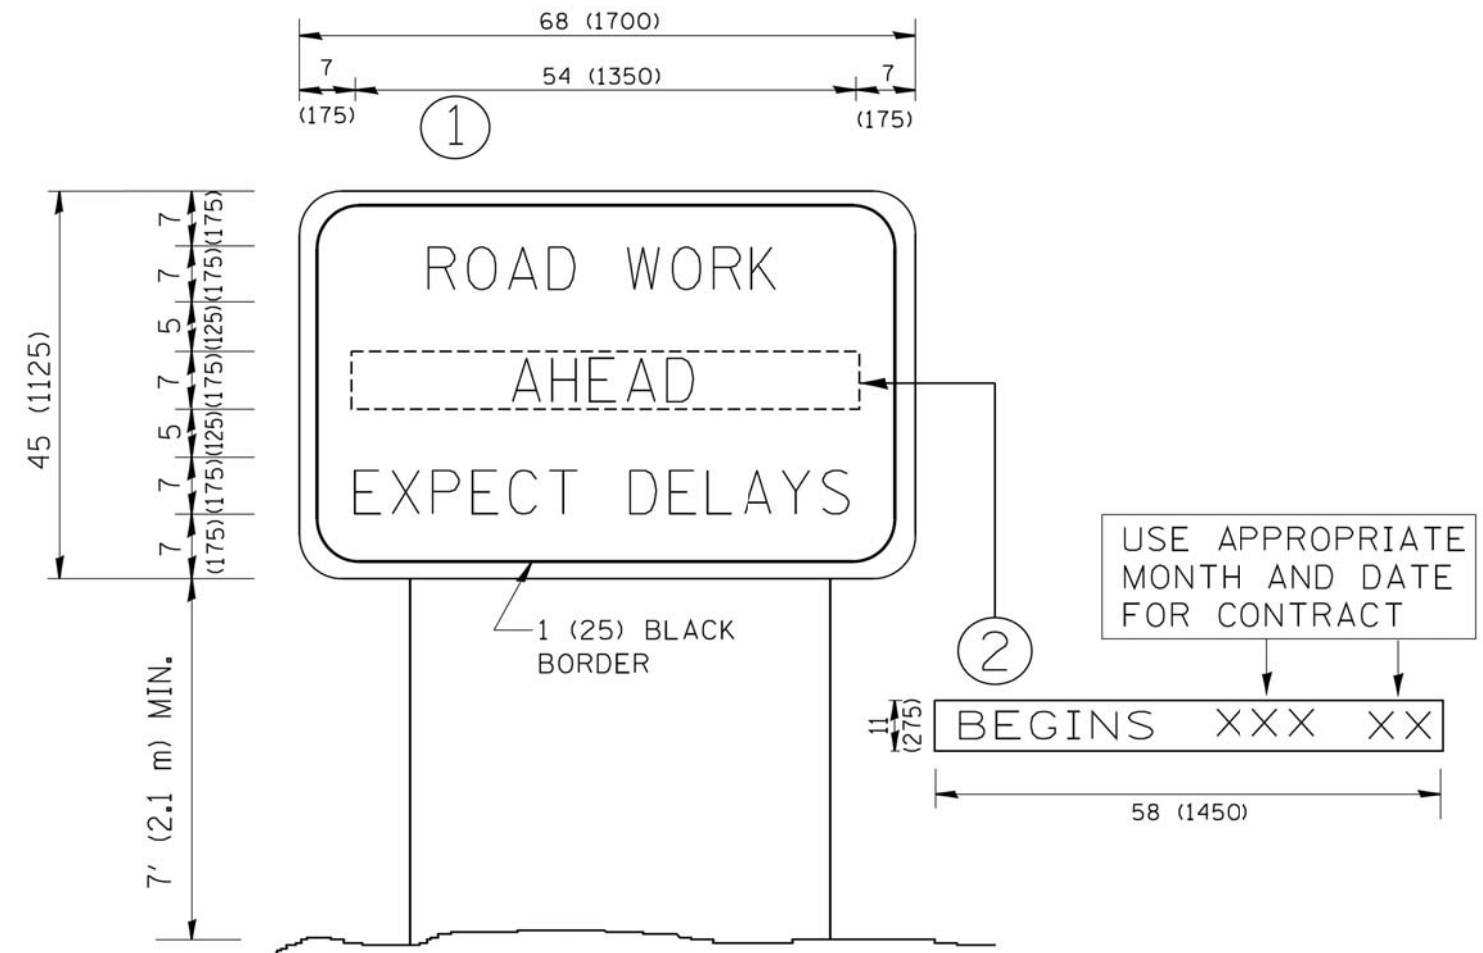 68 (1700)
7
54 (1350)
7
(175)
(175)
1
45 (1125)
7
(175)
7
(175)
5
(125)
7
(175)
5
(125)
7
(175)
7
(175)
ROAD WORK
AHEAD
EXPECT DELAYS
1 (25) BLACK
BORDER
7' (2.1 m) MIN.
2
USE APPROPRIATE
MONTH AND DATE
FOR CONTRACT
11
(275)
BEGINS XXX XX
58 (1450)